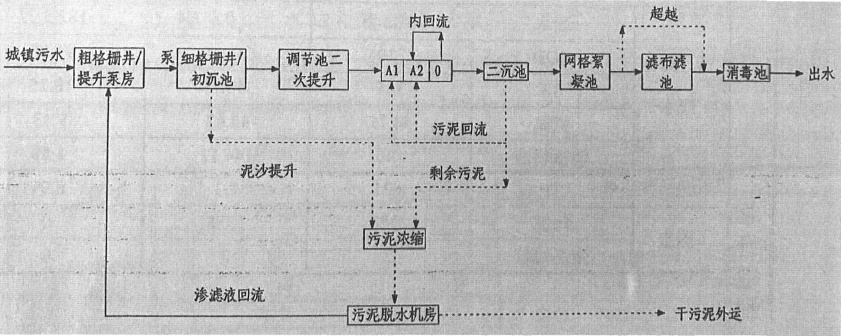 内回流
超越
城镇污水
粗格栅井/
提升泵房
泵
细格栅井/
初沉池
调节池二
次提升
A1
A2
O
二沉池
网格絮
凝池
滤布滤
池
消毒池
出水
污泥回流
泥沙提升
剩余污泥
污泥浓缩
渗滤液回流
污泥脱水机房
干污泥外运